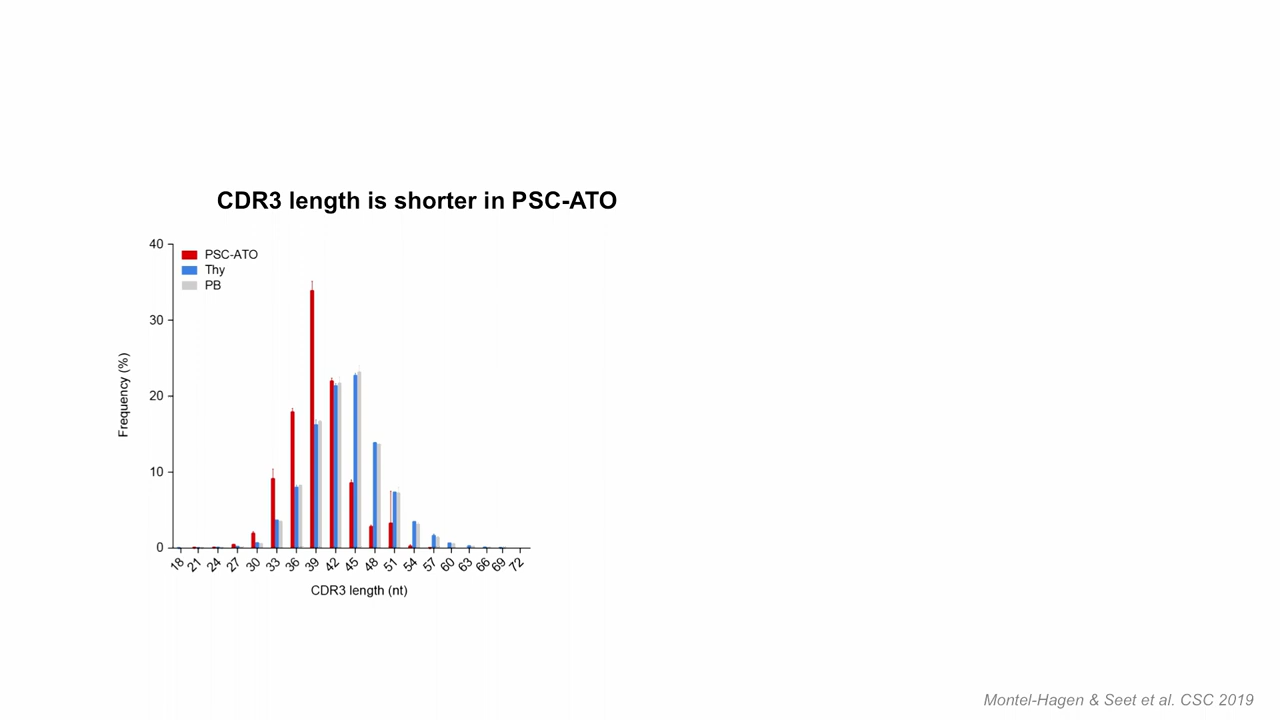 CDR3 length is shorter in PSC-ATO
40
30
20
10
0
Frequency (%)
PSC-ATO
Thy
PB
18 21 24 27 30 33 36 39 42 45 48 51 54 57 60 63 66 69 72
CDR3 length (nt)
Montel-Hagen & Seet et al. CSC 2019